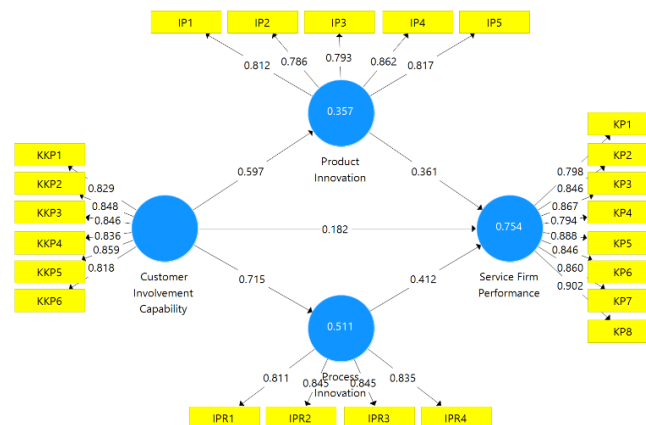 IP1 IP2 IP3 IP4 IP5
0.812 0.786 0.793 0.862 0.817
0.357
Product
Innovation
KKP1
KKP2
KKP3
KKP4
KKP5
KKP6
0.829
0.848
0.846
0.836
0.859
0.818
Customer
Involvement
Capability
0.597
0.361
0.182
0.715
0.412
0.754
Service Firm
Performance
KP1
KP2
KP3
KP4
KP5
KP6
KP7
KP8
0.798
0.846
0.867
0.794
0.888
0.846
0.860
0.902
0.511
Process
Innovation
0.811 0.845 0.845 0.835
IPR1 IPR2 IPR3 IPR4